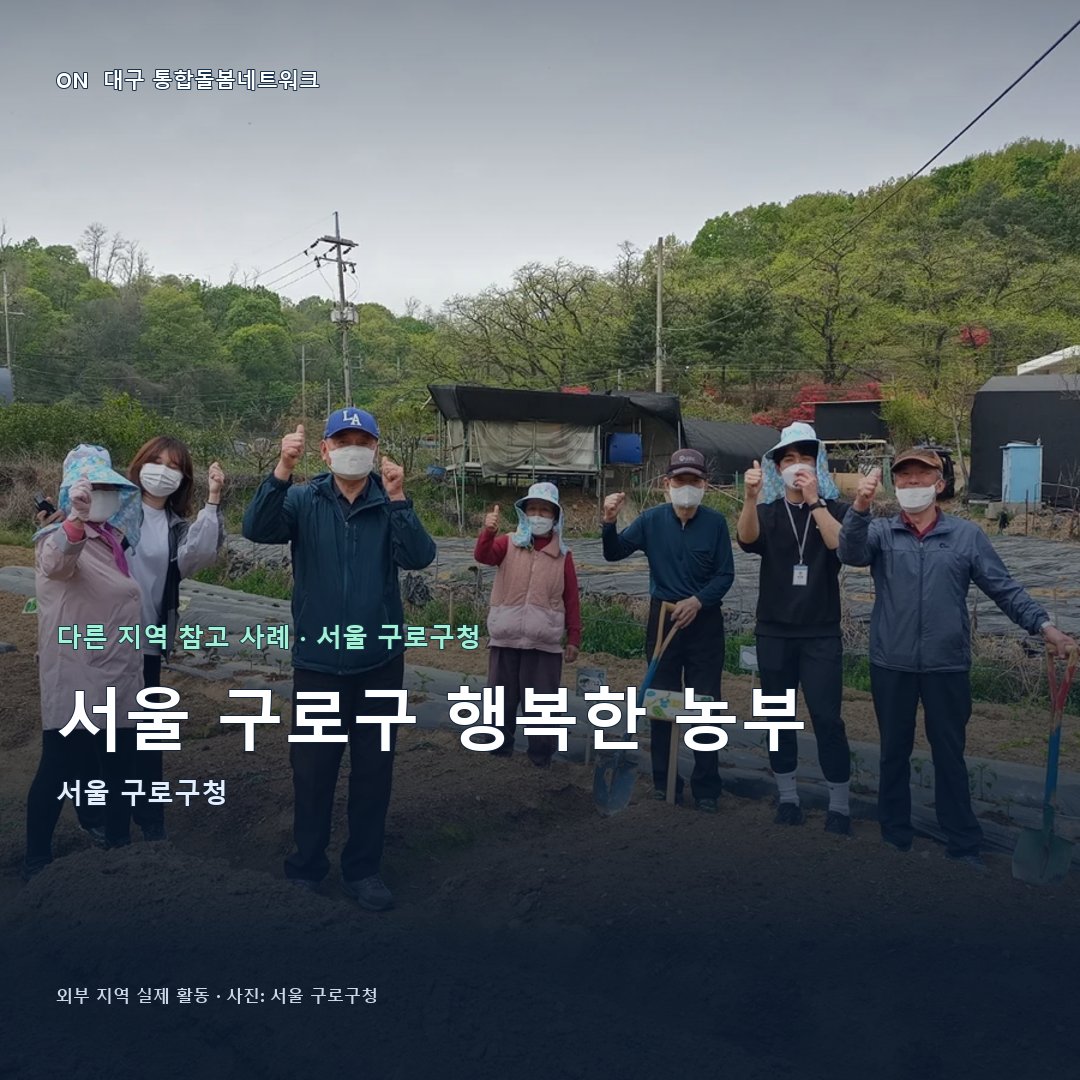 ON 대구 통합돌봄네트워크
LA
다른 지역 참고 사례 · 서울 구로구청
서울 구로구 행복한 농부
서울 구로구청
외부 지역 실제 활동 · 사진: 서울 구로구청